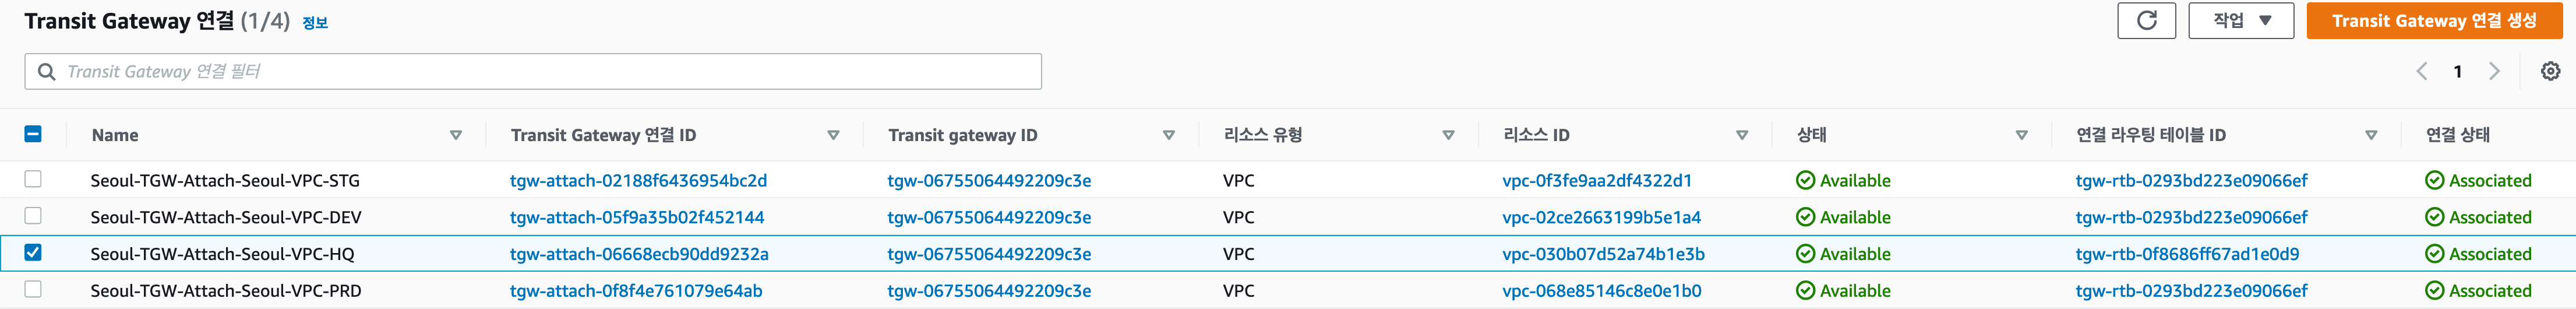 Transit Gateway 연결 (1/4) 정보 작업 Transit Gateway 연결 생성
Transit Gateway 연결 필터 1
Name Transit Gateway 연결 ID Transit gateway ID 리소스 유형 리소스 ID 상태 연결 라우팅 테이블 ID 연결 상태
Seoul-TGW-Attach-Seoul-VPC-STG tgw-attach-02188f6436954bc2d tgw-06755064492209c3e VPC vpc-0f3fe9aa2df4322d1 Available tgw-rtb-0293bd223e09066ef Associated
Seoul-TGW-Attach-Seoul-VPC-DEV tgw-attach-05f9a35b02f452144 tgw-06755064492209c3e VPC vpc-02ce2663199b5e1a4 Available tgw-rtb-0293bd223e09066ef Associated
Seoul-TGW-Attach-Seoul-VPC-HQ tgw-attach-06668ecb90dd9232a tgw-06755064492209c3e VPC vpc-030b07d52a74b1e3b Available tgw-rtb-0f8686ff67ad1e0d9 Associated
Seoul-TGW-Attach-Seoul-VPC-PRD tgw-attach-0f8f4e761079e64ab tgw-06755064492209c3e VPC vpc-068e85146c8e0e1b0 Available tgw-rtb-0293bd223e09066ef Associated